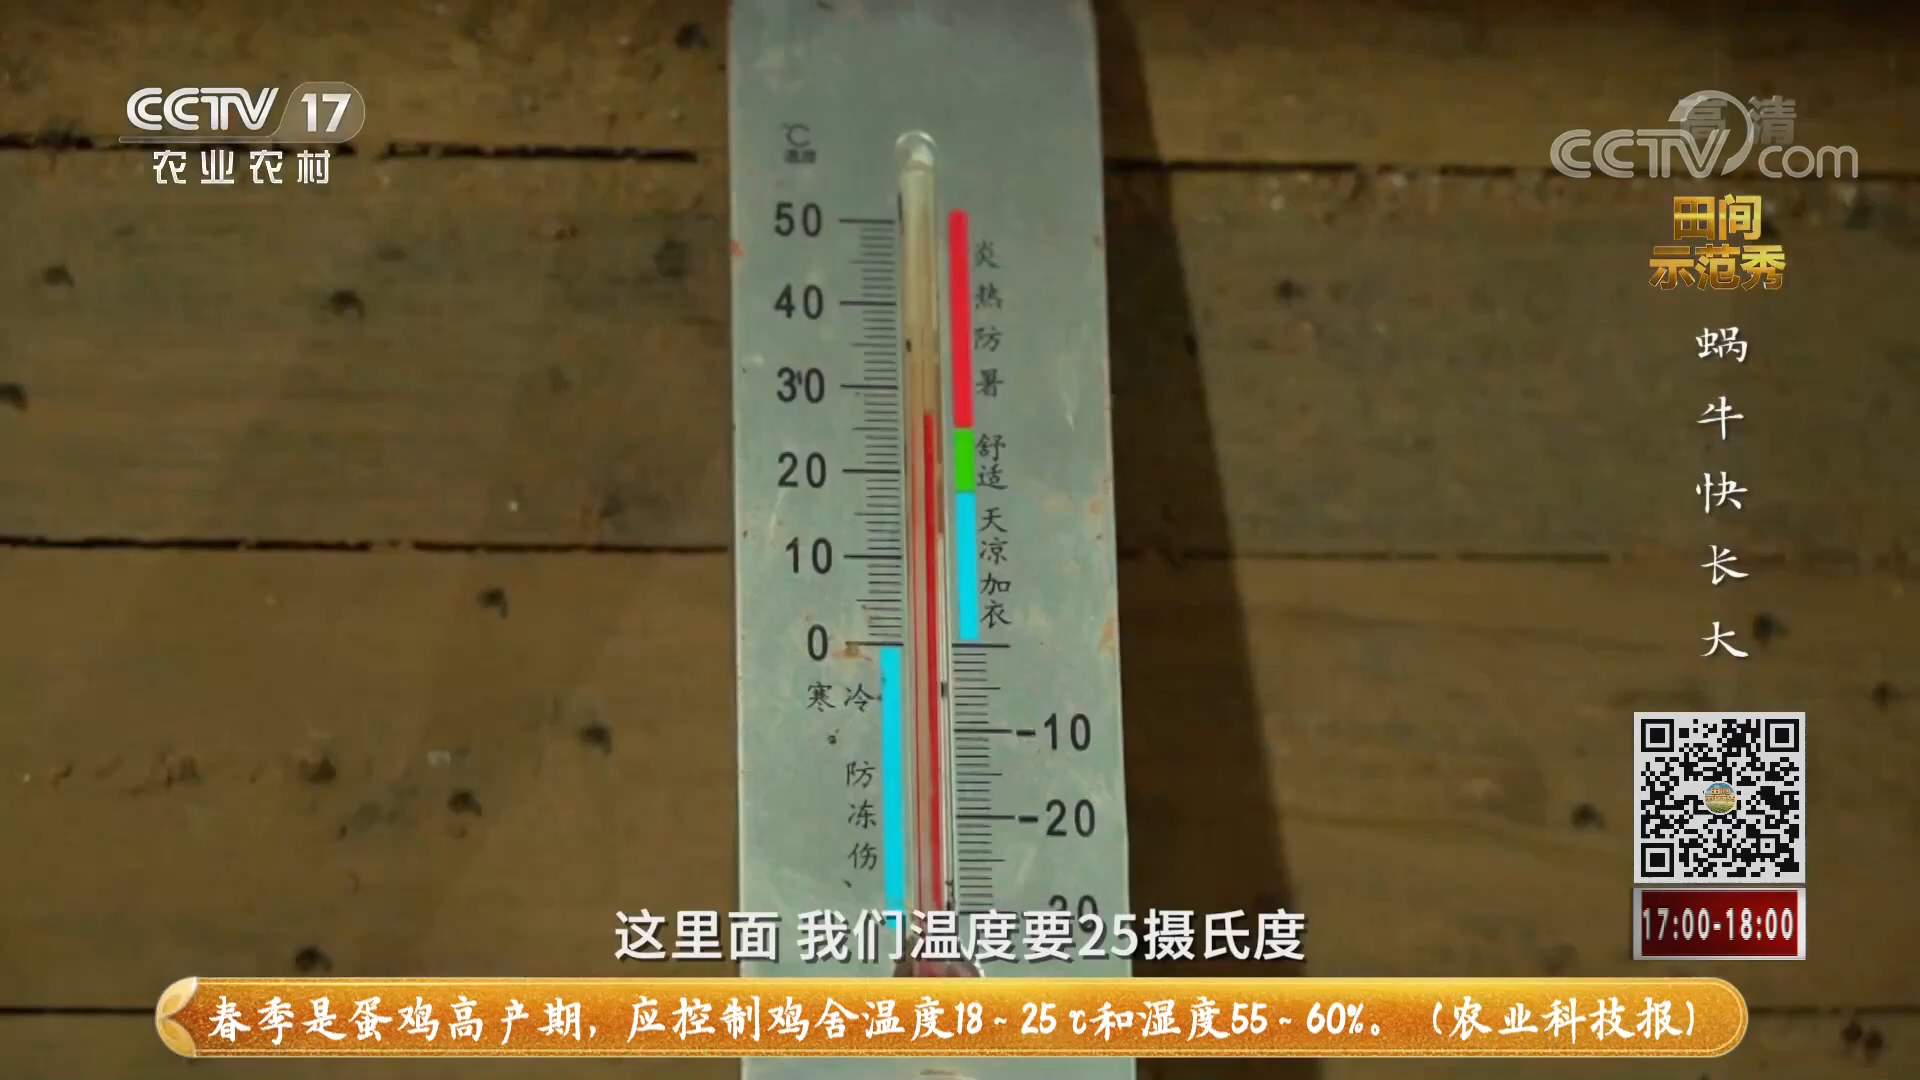 CCTV 17
农业农村
高清
CCTV com
田间
示范秀
蜗牛快长大
℃
温度
50
40
30
20
10
0
炎热防暑
舒适
天凉加衣
寒冷
防冻伤
-10
-20
-30
17:00-18:00
这里面 我们温度要25摄氏度
春季是蛋鸡高产期，应控制鸡舍温度18~25℃和湿度55~60%。（农业科技报）